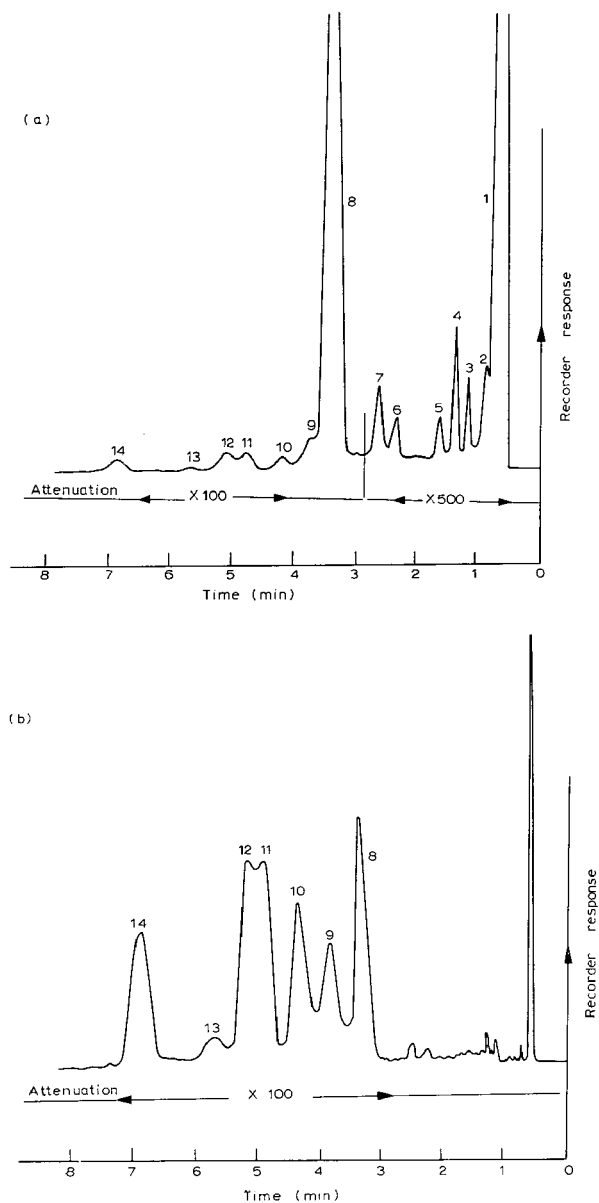 (a)
8
1
4
7
3
2
6
5
9
14
13
12
11
10
Recorder response
Attenuation
X 100
X 500
8 7 6 5 4 3 2 1 0
Time (min)
(b)
12 11
8
10
14
9
13
Recorder response
Attenuation
X 100
8 7 6 5 4 3 2 1 0
Time (min)